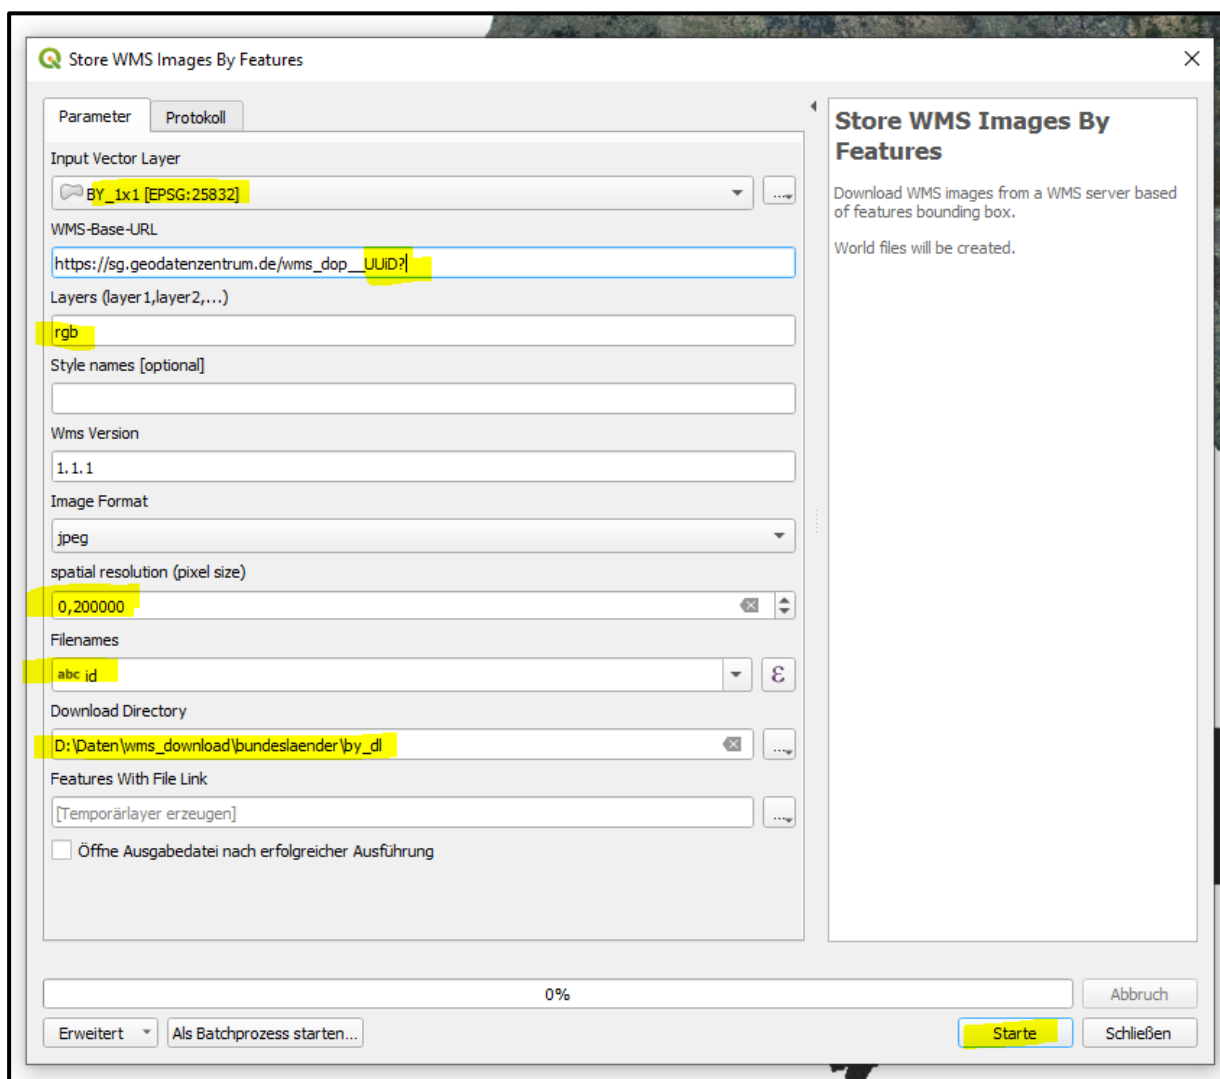 Store WMS Images By Features
Parameter
Protokoll
Input Vector Layer
BY_1x1 [EPSG:25832]
...
WMS-Base-URL
https://sg.geodatenzentrum.de/wms_dop__UUiD?
Layers (layer1,layer2,...)
rgb
Style names [optional]
Wms Version
1.1.1
Image Format
jpeg
spatial resolution (pixel size)
0,200000
Filenames
abc id
ε
Download Directory
D:\Daten\wms_download\bundeslaender\by_dl
...
Features With File Link
[Temporärlayer erzeugen]
...
Öffne Ausgabedatei nach erfolgreicher Ausführung
Store WMS Images By
Features
Download WMS images from a WMS server based
of features bounding box.
World files will be created.
0%
Abbruch
Erweitert
Als Batchprozess starten...
Starte
Schließen